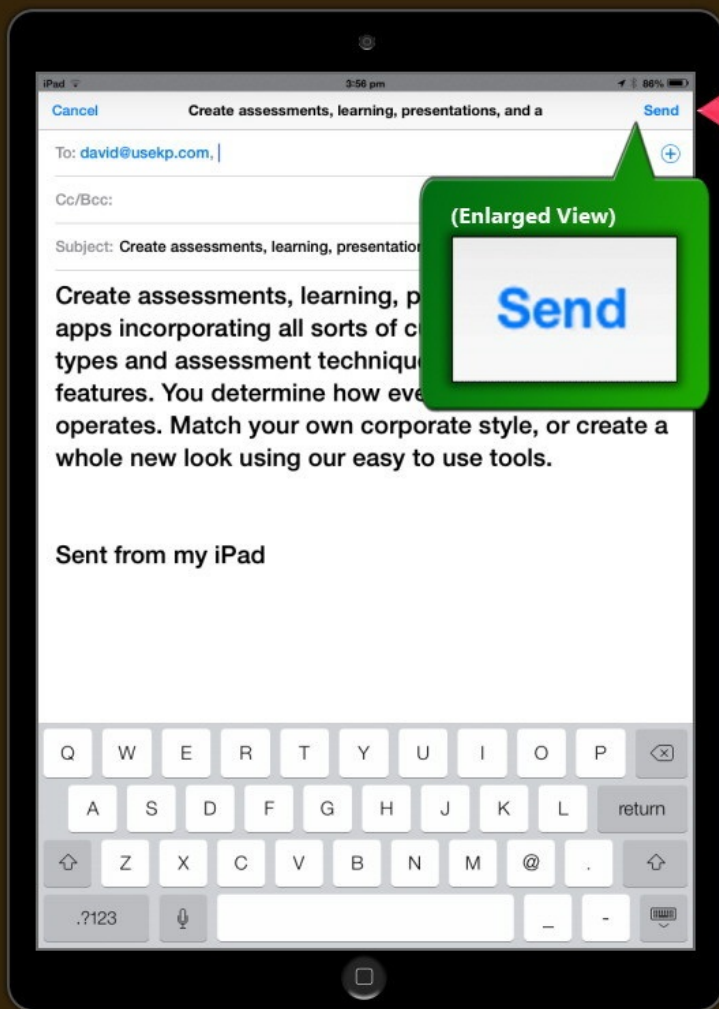 iPad 3:56 pm 86%
Cancel Create assessments, learning, presentations, and a Send
To: david@usekp.com,
Cc/Bcc:
(Enlarged View)
Send
Subject: Create assessments, learning, presentation
Create assessments, learning, p
apps incorporating all sorts of c
types and assessment techniqu
features. You determine how eve
operates. Match your own corporate style, or create a
whole new look using our easy to use tools.
Sent from my iPad
Q W E R T Y U I O P
A S D F G H J K L return
Z X C V B N M @ .
.?123 _ -